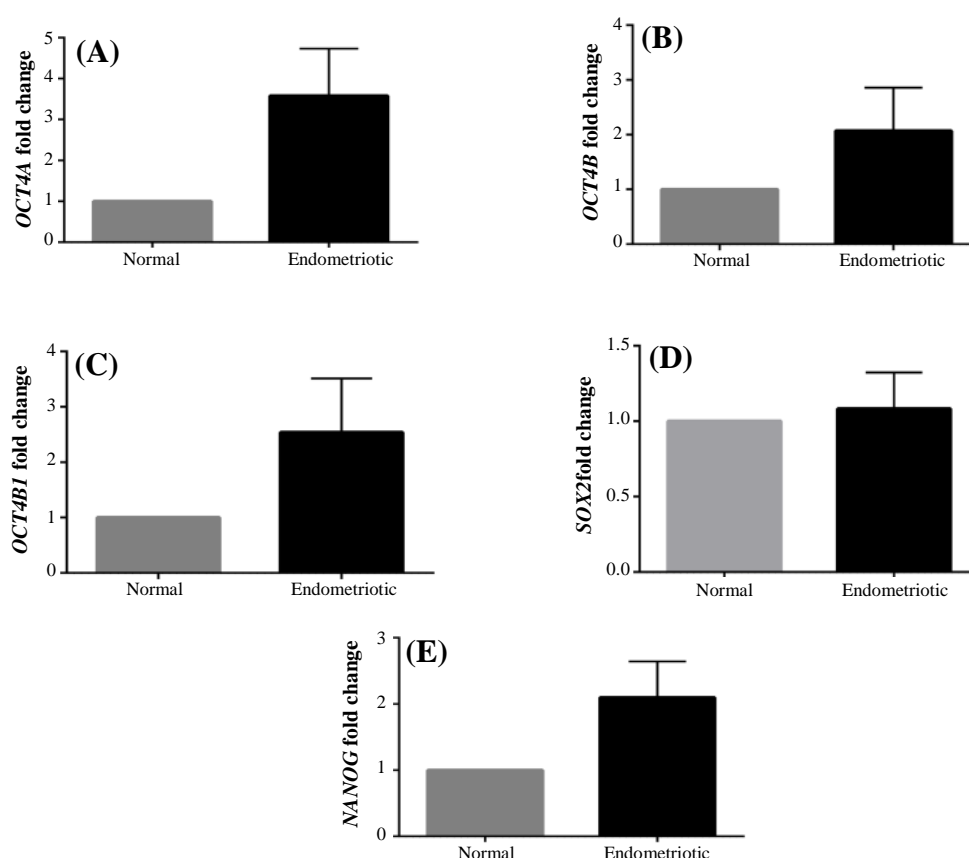 (A)
OCT4A fold change
5
4
3
2
1
0
Normal Endometriotic
(B)
OCT4B fold change
4
3
2
1
0
Normal Endometriotic
(C)
OCT4B1 fold change
4
3
2
1
0
Normal Endometriotic
(D)
SOX2fold change
1.5
1.0
0.5
0.0
Normal Endometriotic
(E)
NANOG fold change
3
2
1
0
Normal Endometriotic